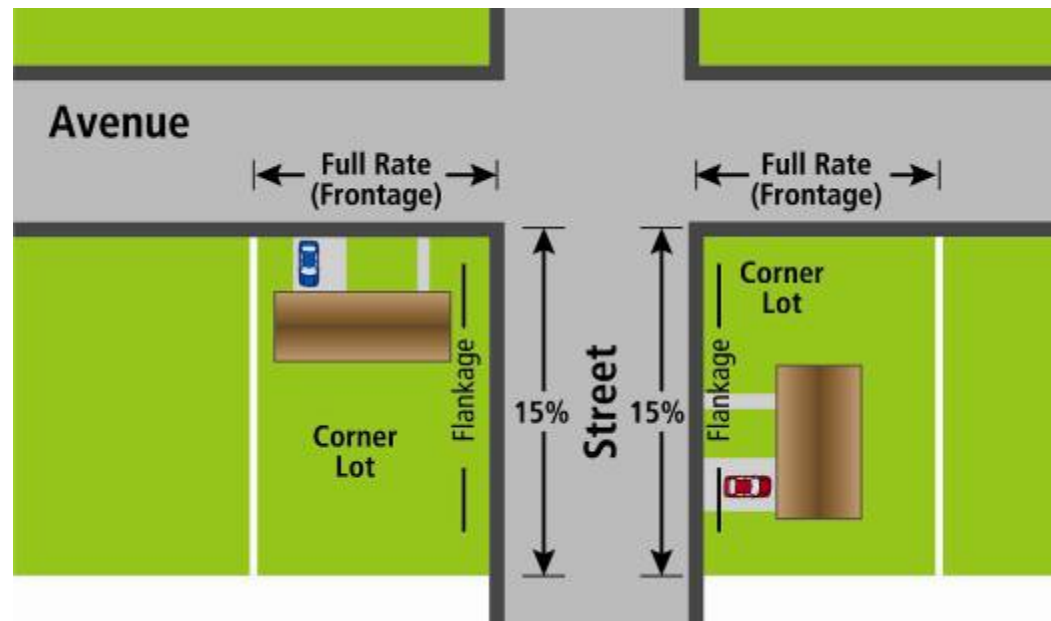 Avenue
Full Rate
(Frontage)
Full Rate
(Frontage)
Corner
Lot
Flankage
15%
Street
15%
Flankage
Corner
Lot